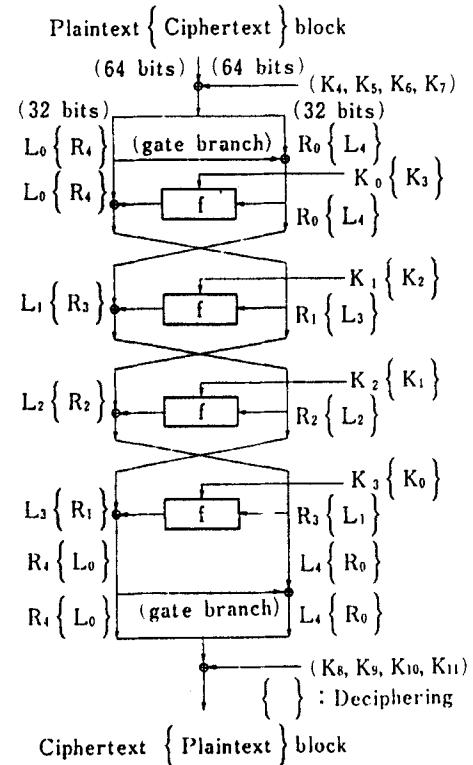 Plaintext { Ciphertext } block
(64 bits) (64 bits)
(K₄, K₅, K₆, K₇)
(32 bits) (32 bits)
L₀ { R₄ } (gate branch) R₀ { L₄ }
L₀ { R₄ } f K₀ { K₃ }
R₀ { L₄ }
K₁ { K₂ }
L₁ { R₃ } f R₁ { L₃ }
K₂ { K₁ }
L₂ { R₂ } f R₂ { L₂ }
K₃ { K₀ }
L₃ { R₁ } f R₃ { L₁ }
R₄ { L₀ } L₄ { R₀ }
R₄ { L₀ } (gate branch) L₄ { R₀ }
(K₈, K₉, K₁₀, K₁₁)
{ } : Deciphering
Ciphertext { Plaintext } block